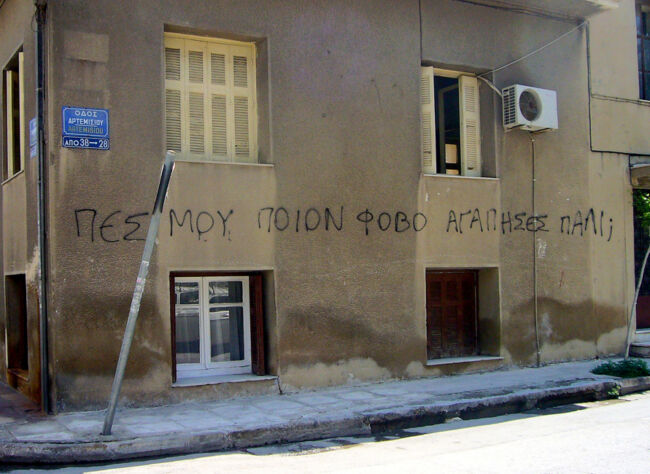 ΟΔΟΣ
ΑΡΤΕΜΙΣΙΟΥ
ARTEMISIOU
ΑΠΟ 38→28
ΠΕΣ ΜΟΥ ΠΟΙΟΝ ΦΟΒΟ ΑΓΑΠΗΣΕΣ ΠΑΛΙ;